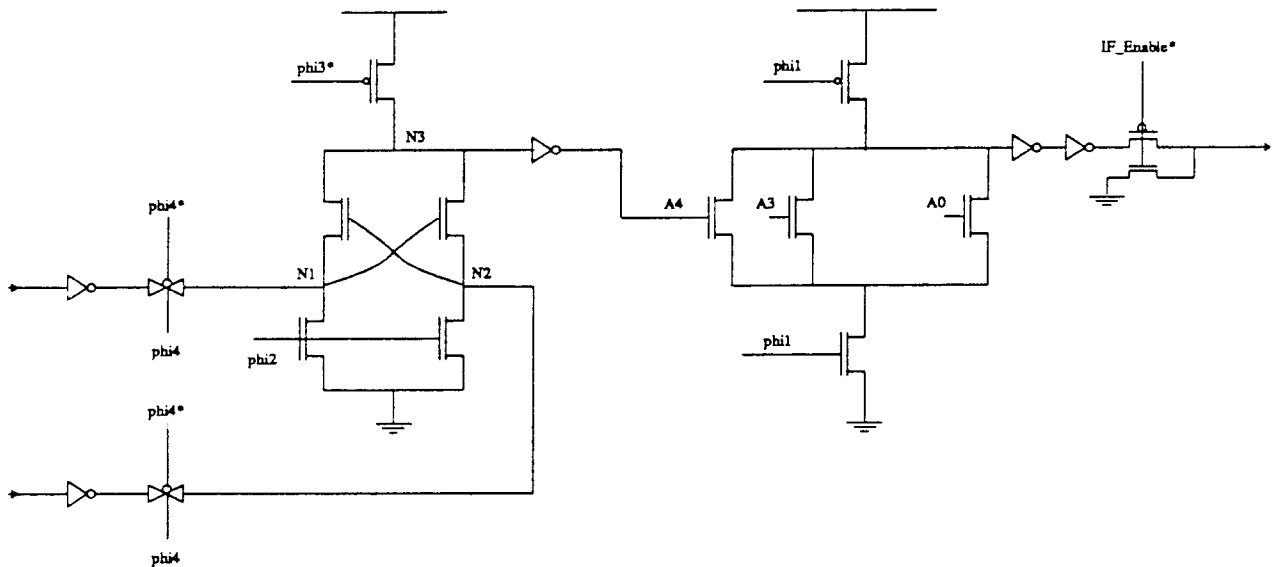 IF_Enable*
phi3*
phi1
N3
A4
A3
A0
phi4*
N1
N2
phi4
phi2
phi1
phi4*
phi4